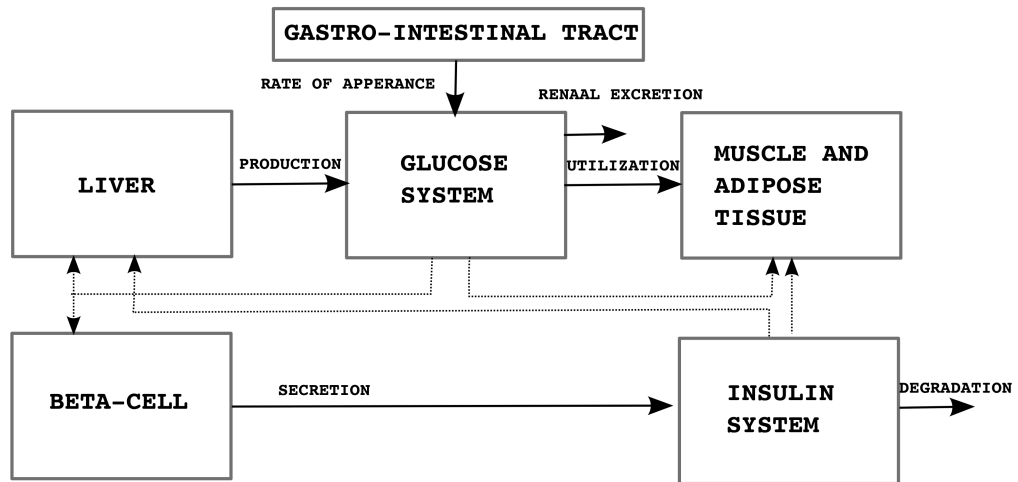 GASTRO-INTESTINAL TRACT
RATE OF APPERANCE
RENAAL EXCRETION
PRODUCTION
GLUCOSE
SYSTEM
UTILIZATION
MUSCLE AND
ADIPOSE
TISSUE
LIVER
BETA-CELL
SECRETION
INSULIN
SYSTEM
DEGRADATION